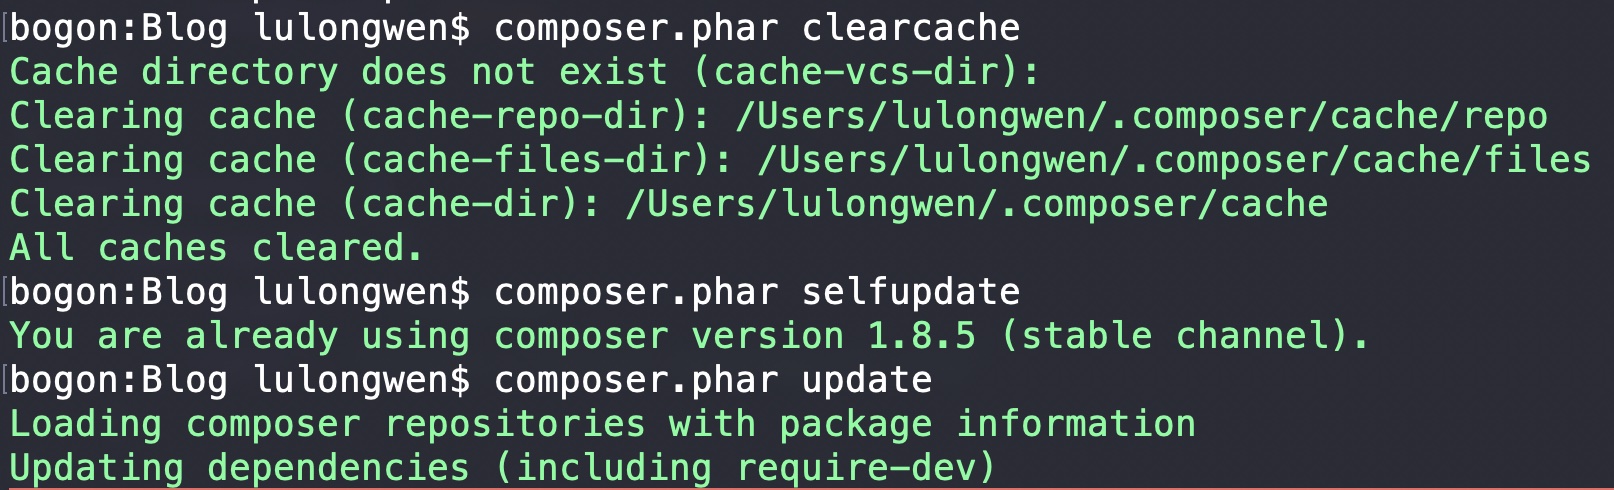 bogon:Blog lulongwen$ composer.phar clearcache
Cache directory does not exist (cache-vcs-dir):
Clearing cache (cache-repo-dir): /Users/lulongwen/.composer/cache/repo
Clearing cache (cache-files-dir): /Users/lulongwen/.composer/cache/files
Clearing cache (cache-dir): /Users/lulongwen/.composer/cache
All caches cleared.
bogon:Blog lulongwen$ composer.phar selfupdate
You are already using composer version 1.8.5 (stable channel).
bogon:Blog lulongwen$ composer.phar update
Loading composer repositories with package information
Updating dependencies (including require-dev)